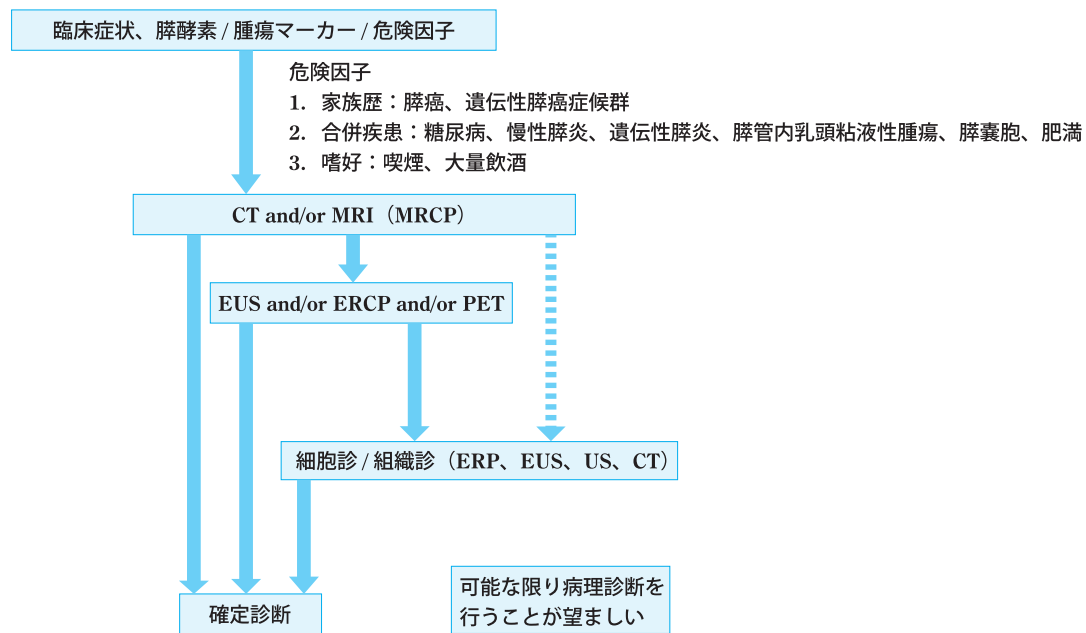 臨床症状、膵酵素 / 腫瘍マーカー / 危険因子
危険因子
1. 家族歴：膵癌、遺伝性膵癌症候群
2. 合併疾患：糖尿病、慢性膵炎、遺伝性膵炎、膵管内乳頭粘液性腫瘍、膵嚢胞、肥満
3. 嗜好：喫煙、大量飲酒
CT and/or MRI（MRCP）
EUS and/or ERCP and/or PET
細胞診 / 組織診（ERP、EUS、US、CT）
確定診断
可能な限り病理診断を
行うことが望ましい